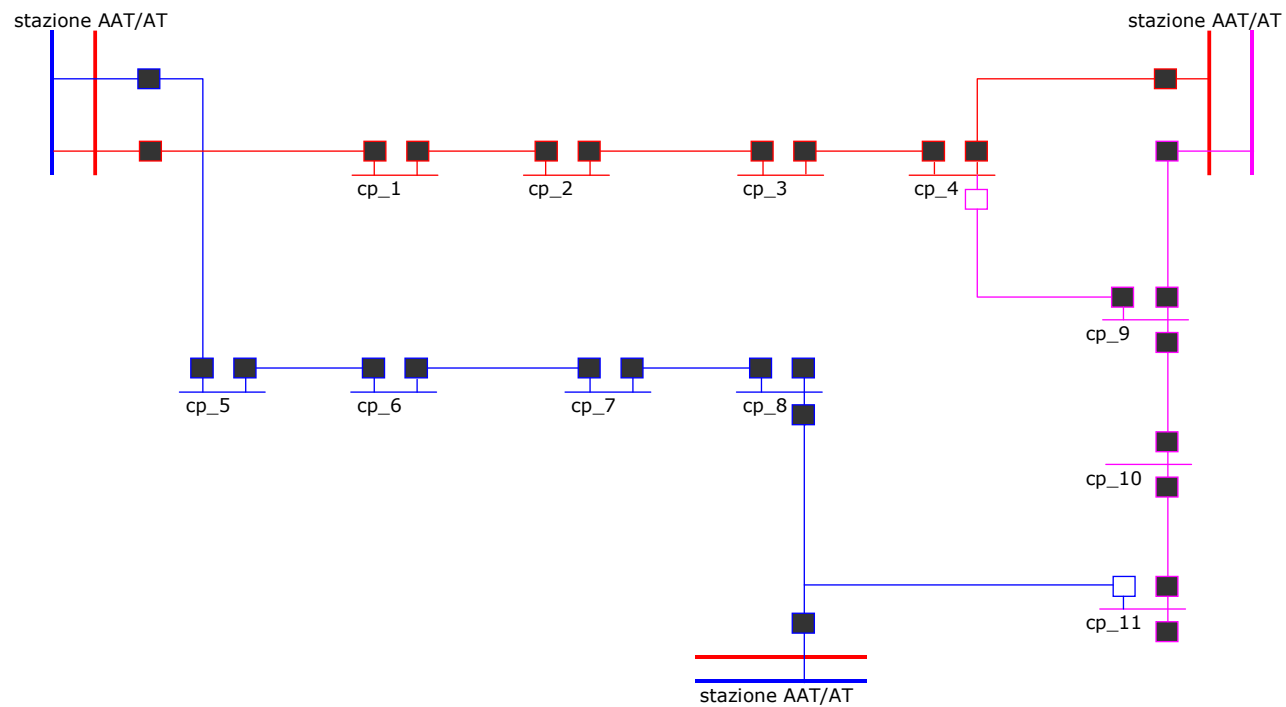 stazione AAT/AT
stazione AAT/AT
cp_1
cp_2
cp_3
cp_4
cp_9
cp_5
cp_6
cp_7
cp_8
cp_10
cp_11
stazione AAT/AT